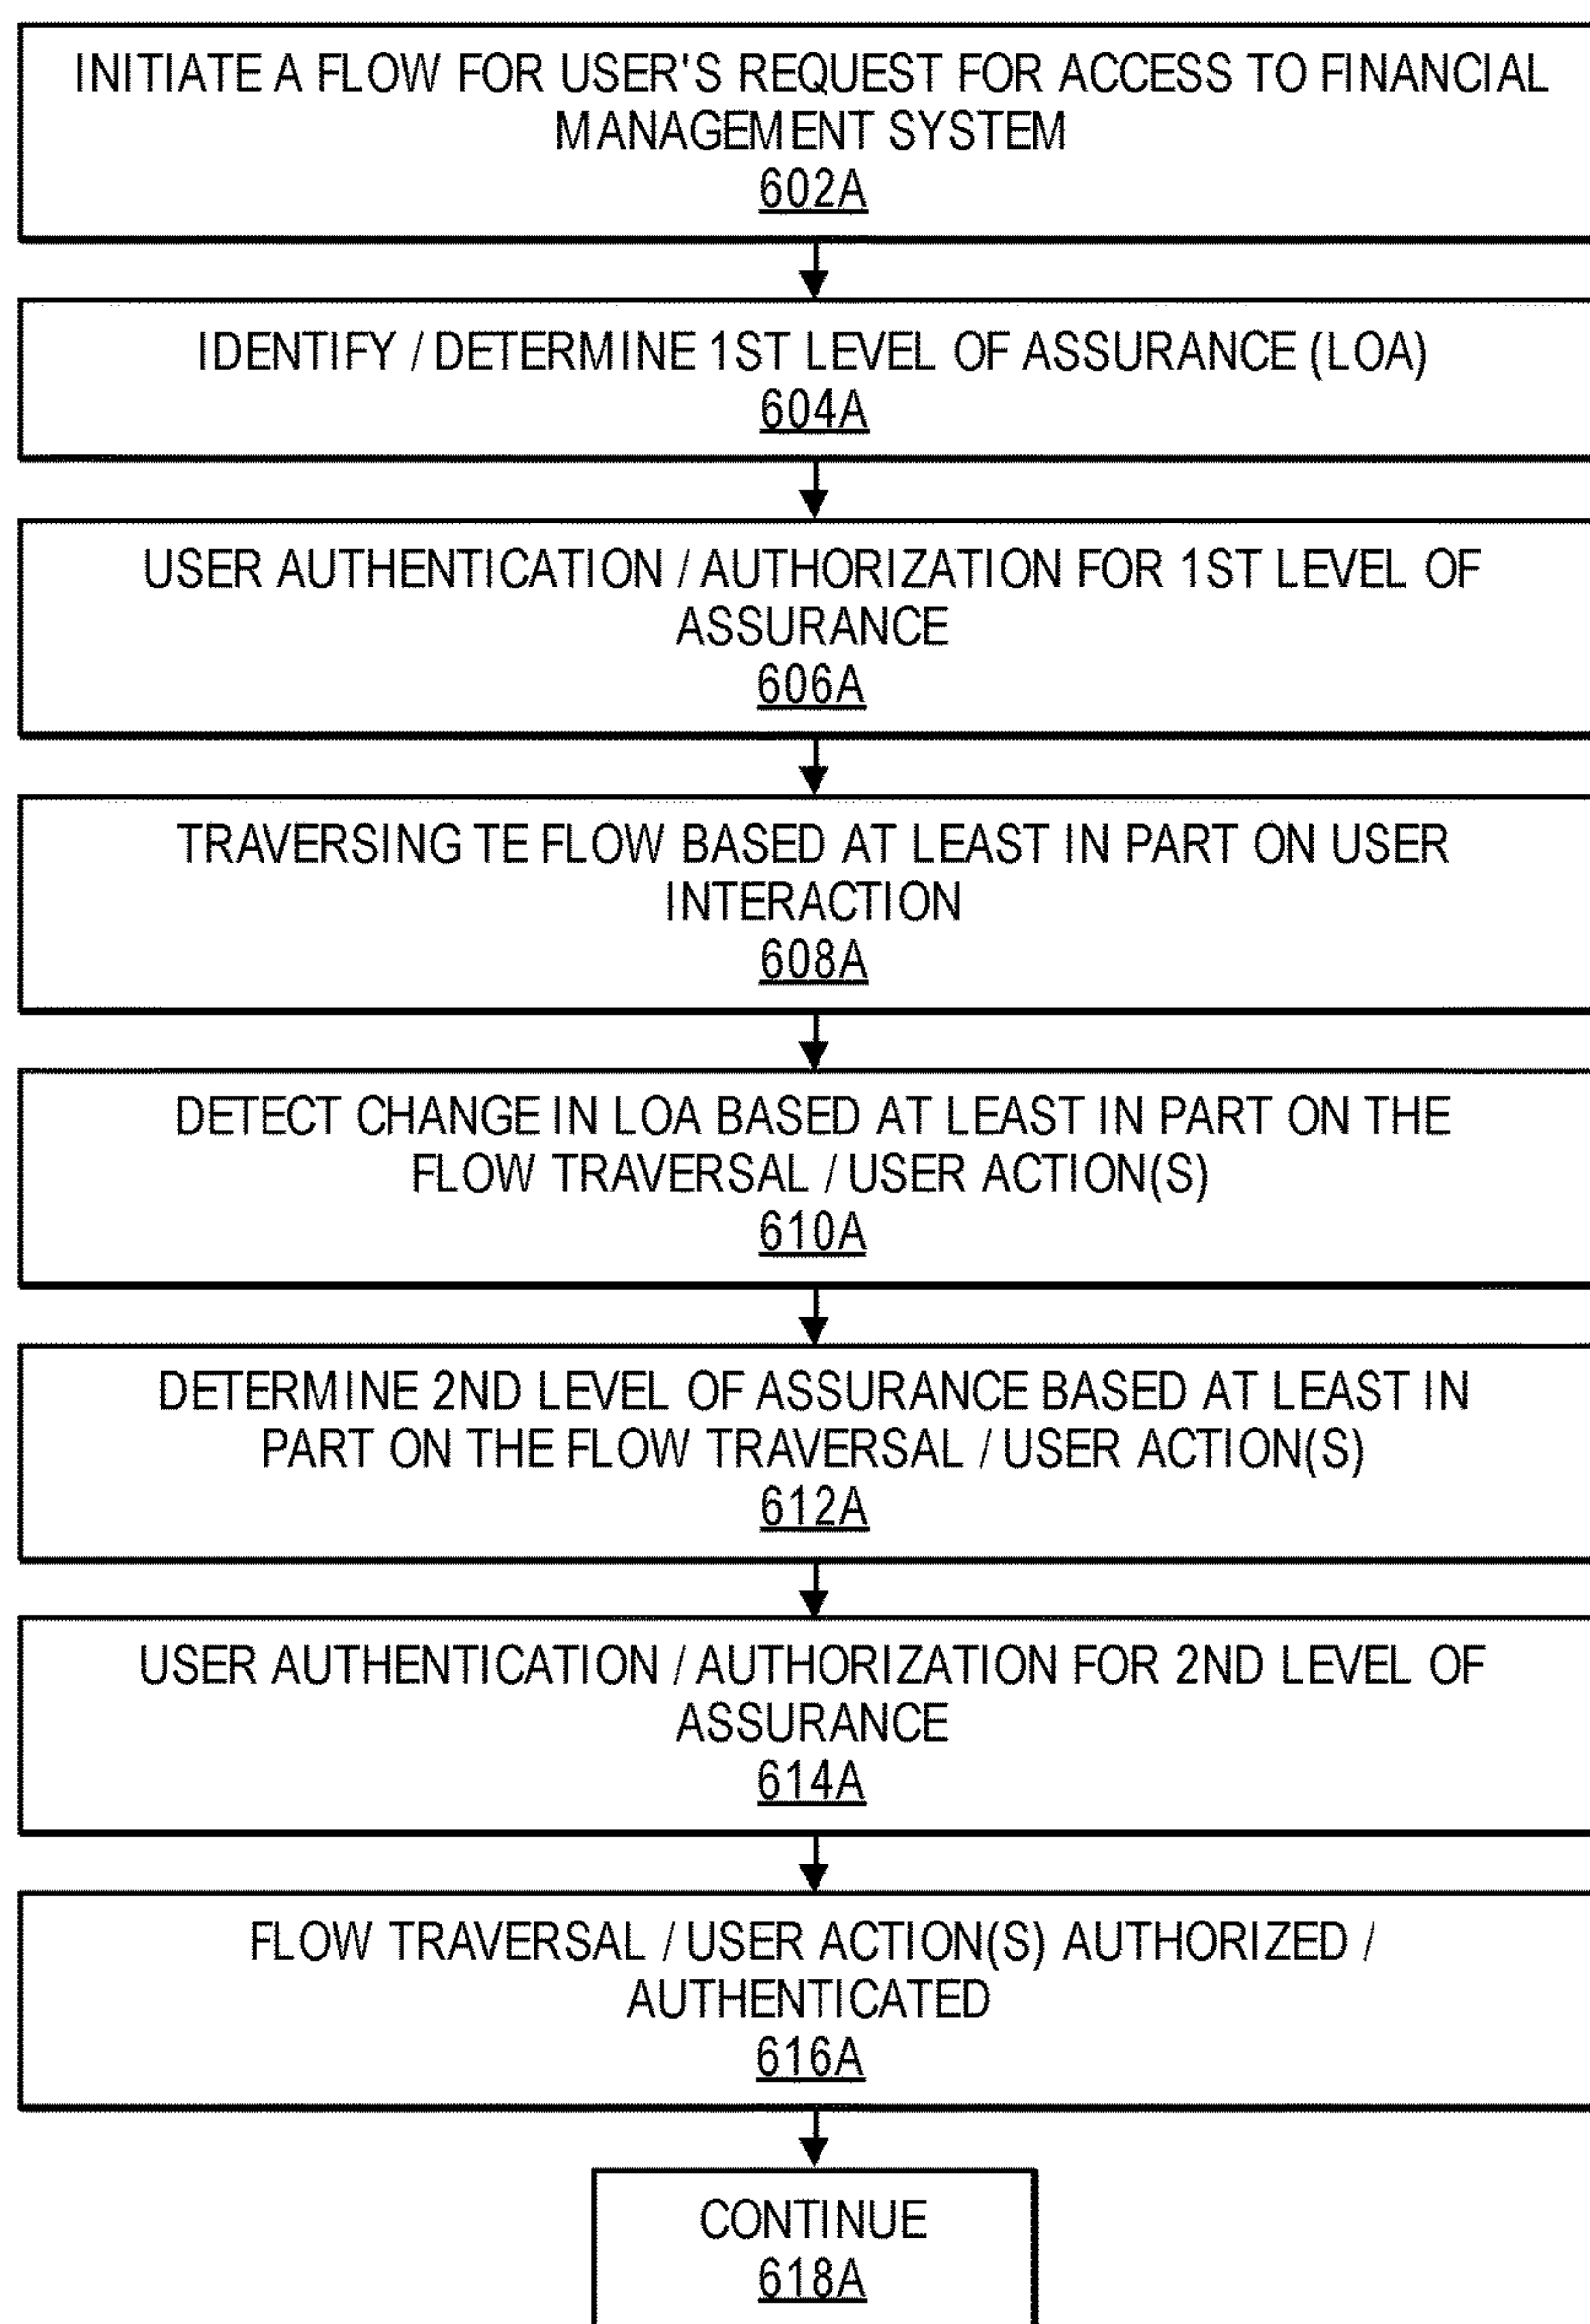 INITIATE A FLOW FOR USER'S REQUEST FOR ACCESS TO FINANCIAL
MANAGEMENT SYSTEM
602A
IDENTIFY / DETERMINE 1ST LEVEL OF ASSURANCE (LOA)
604A
USER AUTHENTICATION / AUTHORIZATION FOR 1ST LEVEL OF
ASSURANCE
606A
TRAVERSING TE FLOW BASED AT LEAST IN PART ON USER
INTERACTION
608A
DETECT CHANGE IN LOA BASED AT LEAST IN PART ON THE
FLOW TRAVERSAL / USER ACTION(S)
610A
DETERMINE 2ND LEVEL OF ASSURANCE BASED AT LEAST IN
PART ON THE FLOW TRAVERSAL / USER ACTION(S)
612A
USER AUTHENTICATION / AUTHORIZATION FOR 2ND LEVEL OF
ASSURANCE
614A
FLOW TRAVERSAL / USER ACTION(S) AUTHORIZED /
AUTHENTICATED
616A
CONTINUE
618A